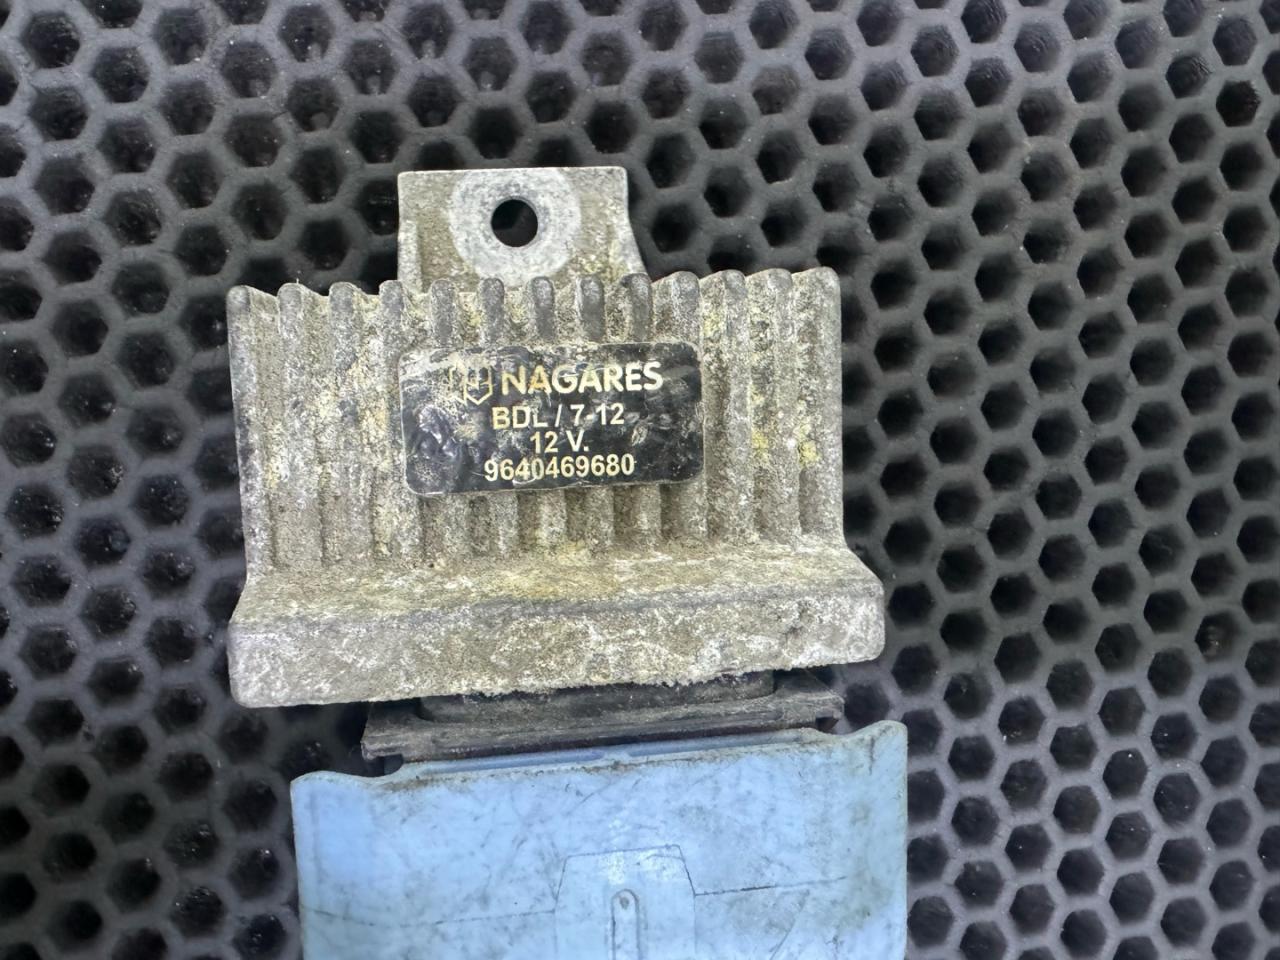 NAGARES
BDL / 7-12
12 V.
9640469680